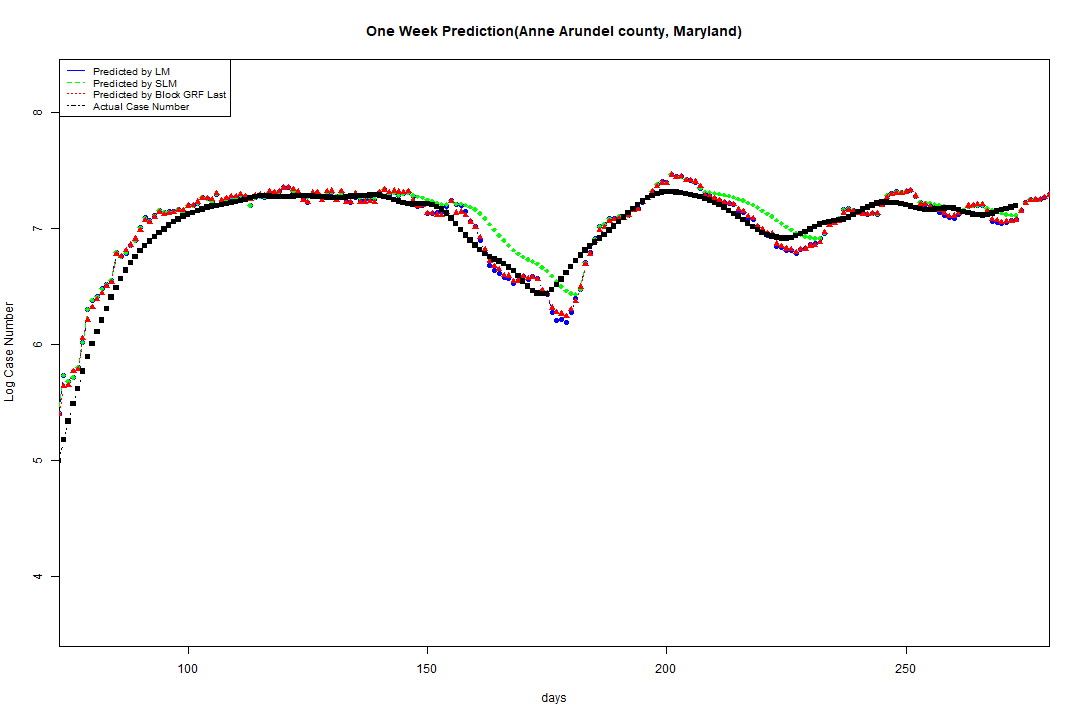 One Week Prediction(Anne Arundel county, Maryland)
Predicted by LM
Predicted by SLM
Predicted by Block GRF Last
Actual Case Number
8
7
6
5
4
Log Case Number
100 150 200 250
days